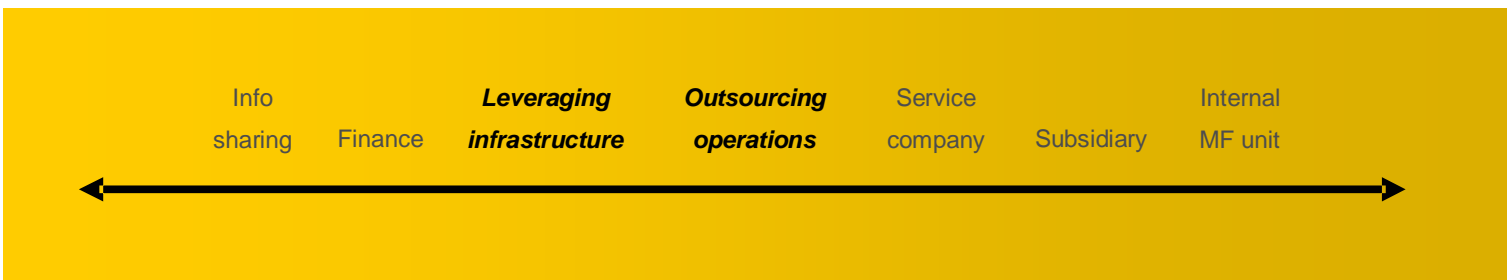 Info
sharing
Finance
Leveraging
infrastructure
Outsourcing
operations
Service
company
Subsidiary
Internal
MF unit